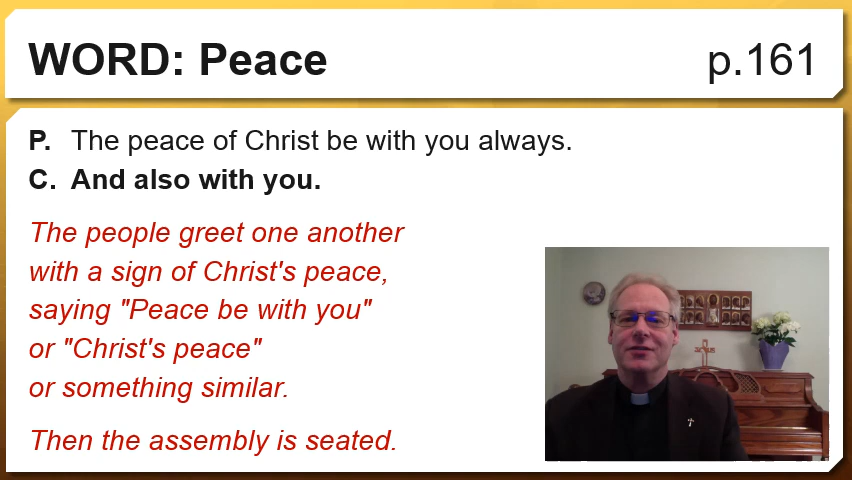 WORD: Peace p.161
P. The peace of Christ be with you always.
C. And also with you.
The people greet one another
with a sign of Christ's peace,
saying "Peace be with you"
or "Christ's peace"
or something similar.
Then the assembly is seated.